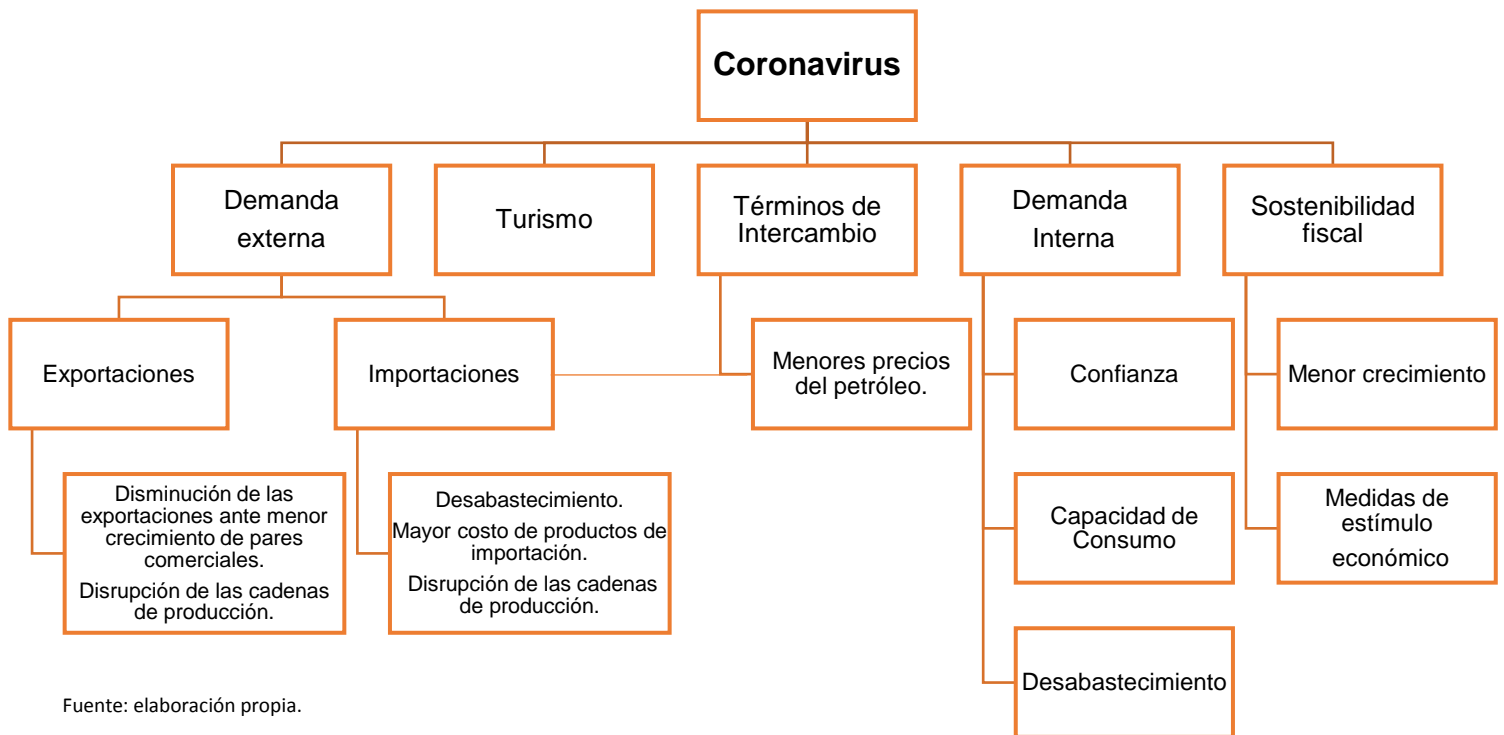 Coronavirus
Demanda
externa
Turismo
Términos de
Intercambio
Demanda
Interna
Sostenibilidad
fiscal
Exportaciones
Importaciones
Menores precios
del petróleo.
Confianza
Menor crecimiento
Disminución de las
exportaciones ante menor
crecimiento de pares
comerciales.
Disrupción de las cadenas
de producción.
Desabastecimiento.
Mayor costo de productos de
importación.
Disrupción de las cadenas
de producción.
Capacidad de
Consumo
Medidas de
estímulo
económico
Desabastecimiento
Fuente: elaboración propia.